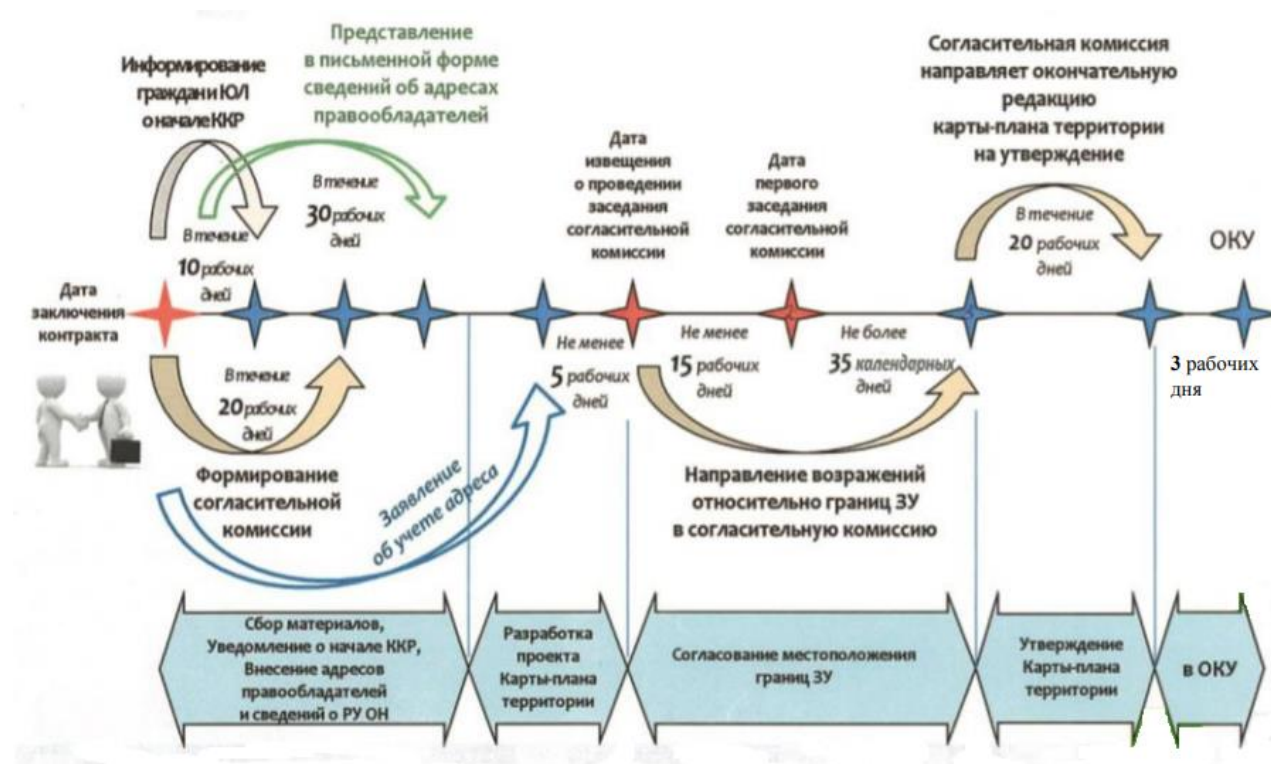 Информирование
граждани ЮЛ
о начале ККР
Представление
в письменной форме
сведений об адресах
правообладателей
Согласительная комиссия
направляет окончательную
редакцию
карты-плана территории
на утверждение
Дата
извещения
о проведении
заседания
согласительной
комиссии
Дата
первого
заседания
согласительной
комиссии
В течение
10 рабочих
дней
В течение
30 рабочих
дней
В течение
20 рабочих
дней
ОКУ
Дата
заключения
контракта
В течение
20 рабочих
дней
Не менее
5 рабочих
дней
Не менее
15 рабочих
дней
Не более
35 календарных
дней
3 рабочих
дня
Формирование
согласительной
комиссии
Заявление
об учете адреса
Направление возражений
относительно границ ЗУ
в согласительную комиссию
Сбор материалов,
Уведомление о начале ККР,
Внесение адресов
правообладателей
и сведений о РУ ОН
Разработка
проекта
Карты-плана
территории
Согласование местоположения
границ ЗУ
Утверждение
Карты-плана
территории
в ОКУ